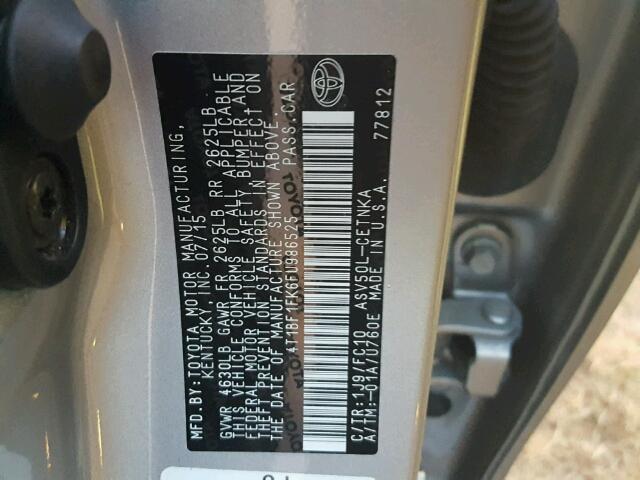 MFD.BY:TOYOTA MOTOR MANUFACTURING,
KENTUCKY, INC. 07/15
GVWR 4630LB GAWR FR 2625LB RR 2625LB
THIS VEHICLE CONFORMS TO ALL APPLICABLE
FEDERAL MOTOR VEHICLE SAFETY BUMPER, AND
THEFT PREVENTION STANDARDS IN EFFECT ON
THE DATE OF MANUFACTURE SHOWN ABOVE.
4T1BF1FK6FU986525 PASS.CAR
TOYOTA
C/TR:1J9/FC10 ASV50L-CETNKA
A/TM:-01A/U760E MADE IN U.S.A. 77812